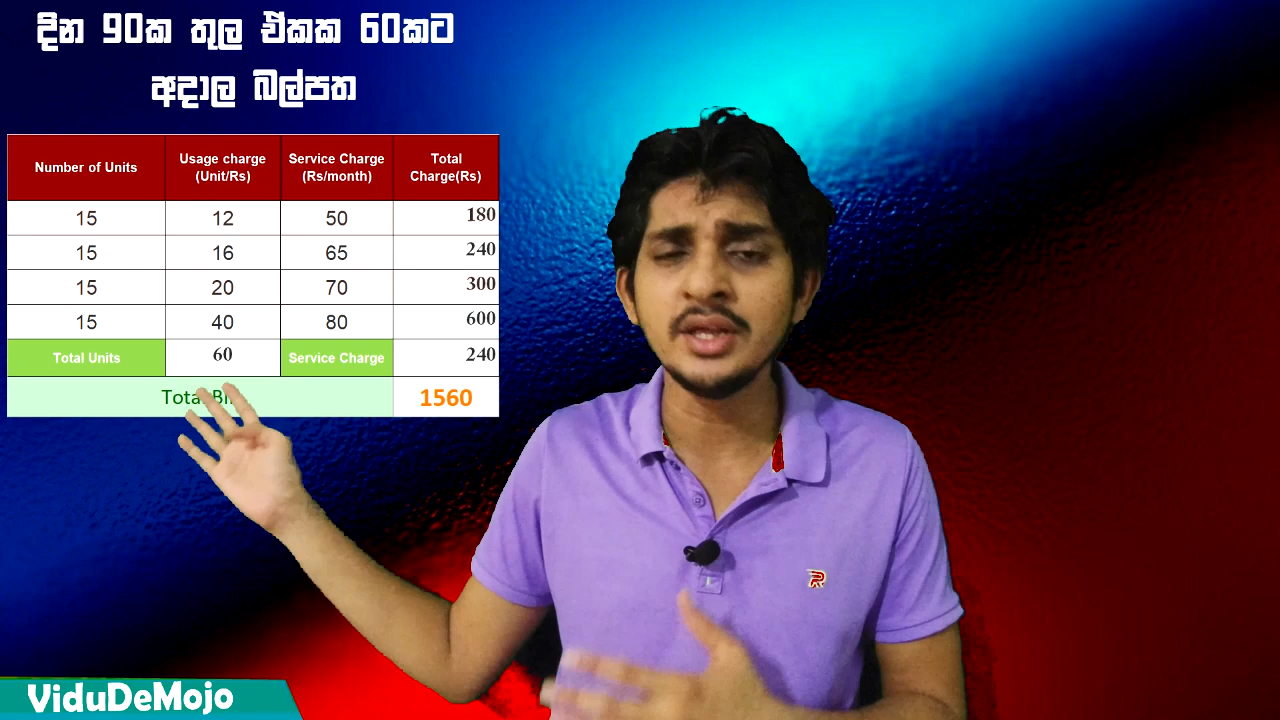 දින 90ක තුල ඒකක 60කට
අදාල බිල්පත
Number of Units Usage charge (Unit/Rs) Service Charge (Rs/month) Total Charge(Rs)
15 12 50 180
15 16 65 240
15 20 70 300
15 40 80 600
Total Units 60 Service Charge 240
Total Bill 1560
R
ViduDeMojo